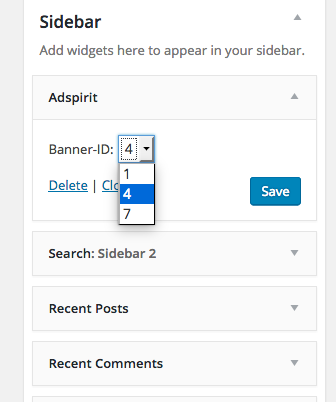 Sidebar
Add widgets here to appear in your sidebar.
Adspirit
Banner-ID: 4
1
4
7
Delete | Clo
Save
Search: Sidebar 2
Recent Posts
Recent Comments